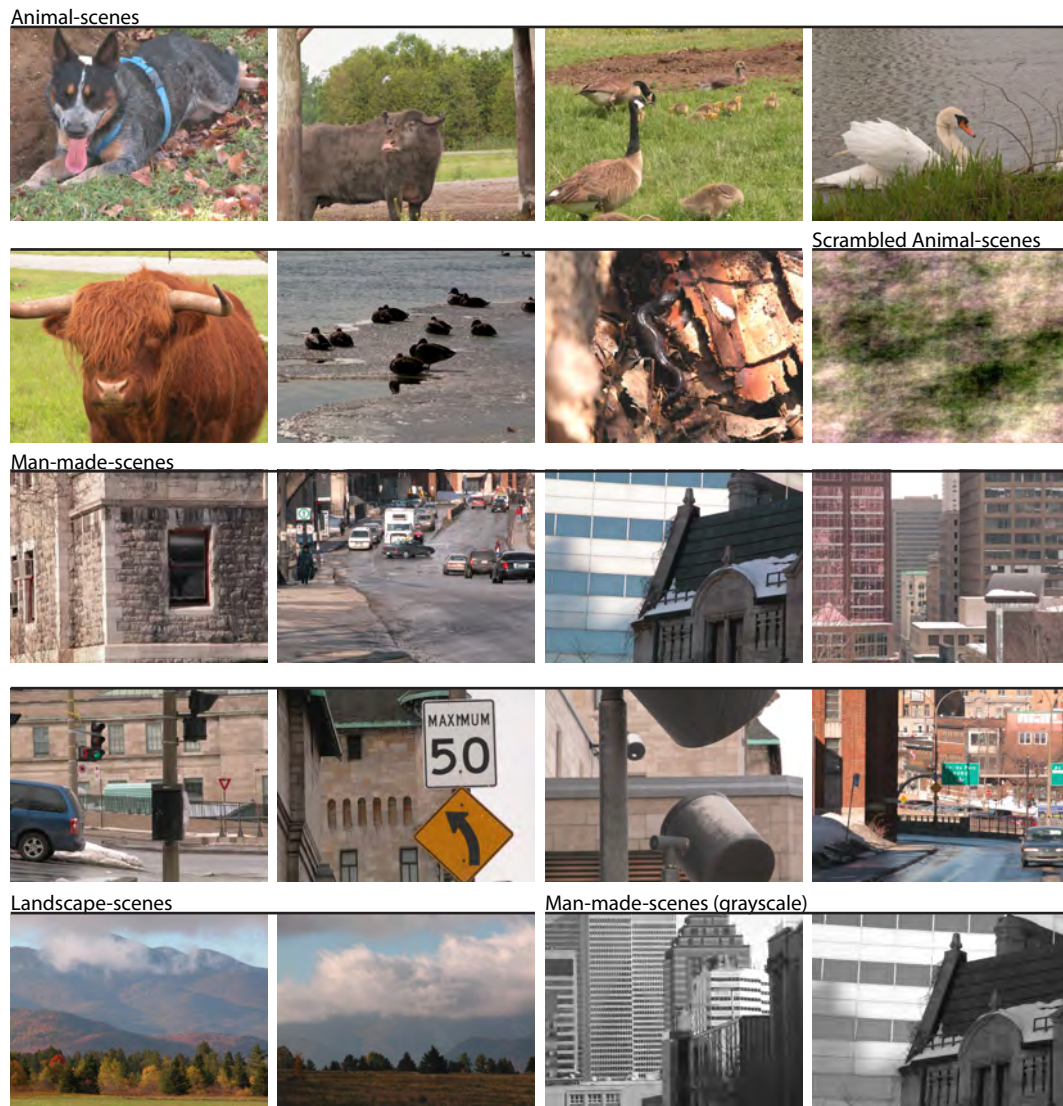 Animal-scenes
Scrambled Animal-scenes
Man-made-scenes
MAXIMUM
50
Landscape-scenes
Man-made-scenes (grayscale)